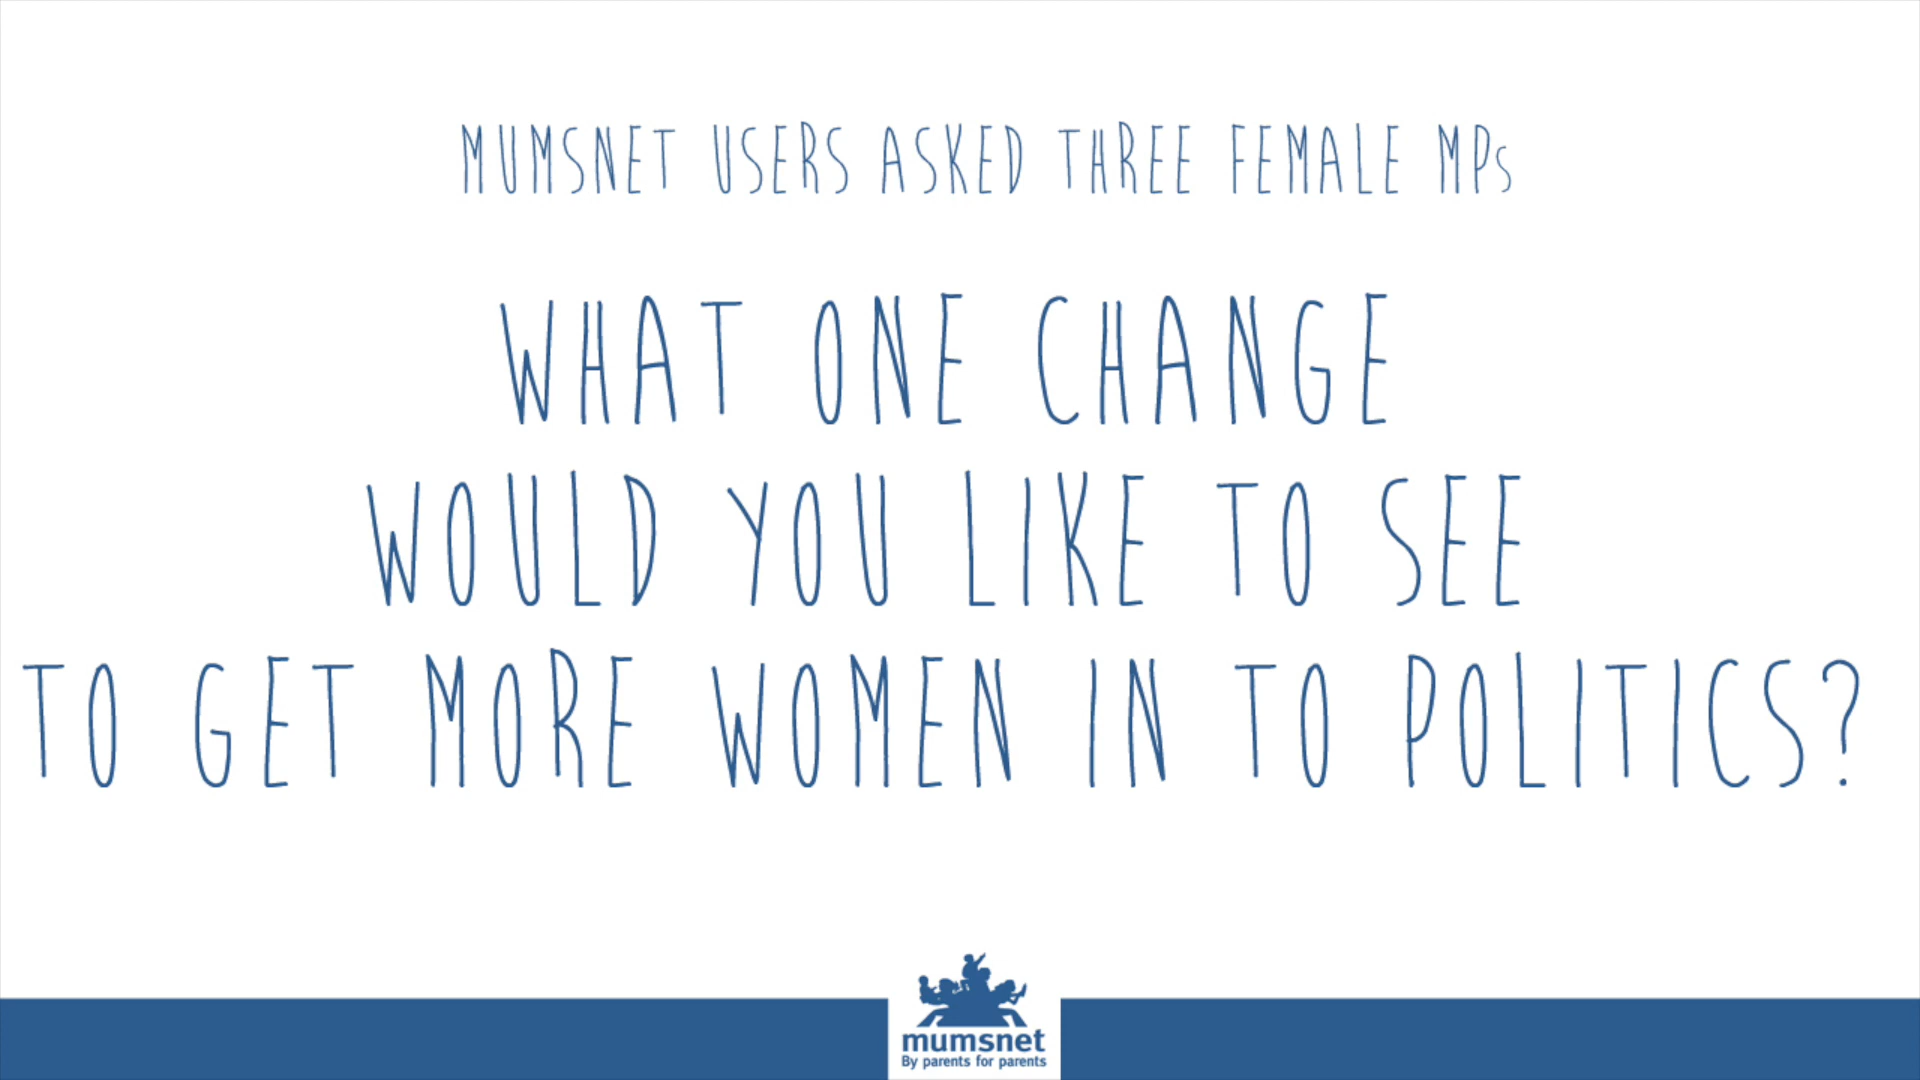 MUMSNET USERS ASKED THREE FEMALE MPs
WHAT ONE CHANGE
WOULD YOU LIKE TO SEE
TO GET MORE WOMEN IN TO POLITICS?
mumsnet
By parents for parents